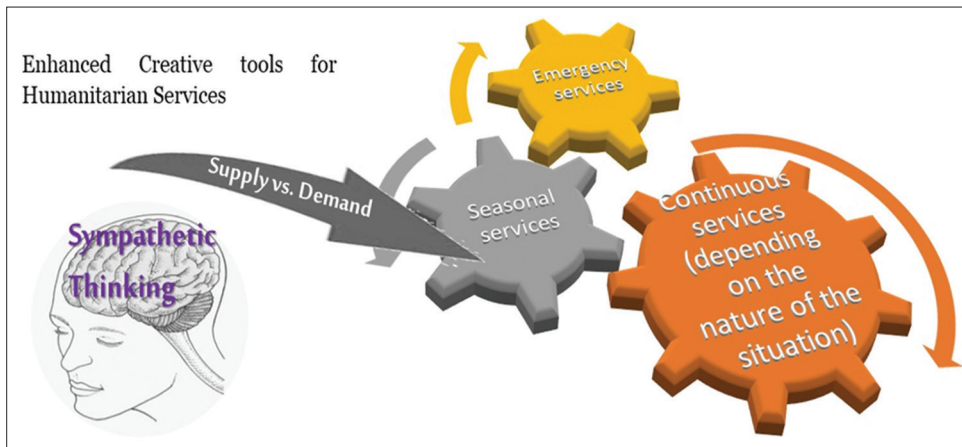 Enhanced Creative tools for
Humanitarian Services
Emergency
services
Supply vs. Demand
Seasonal
services
Continuous
services
(depending
on the
nature of the
situation)
Sympathetic
Thinking